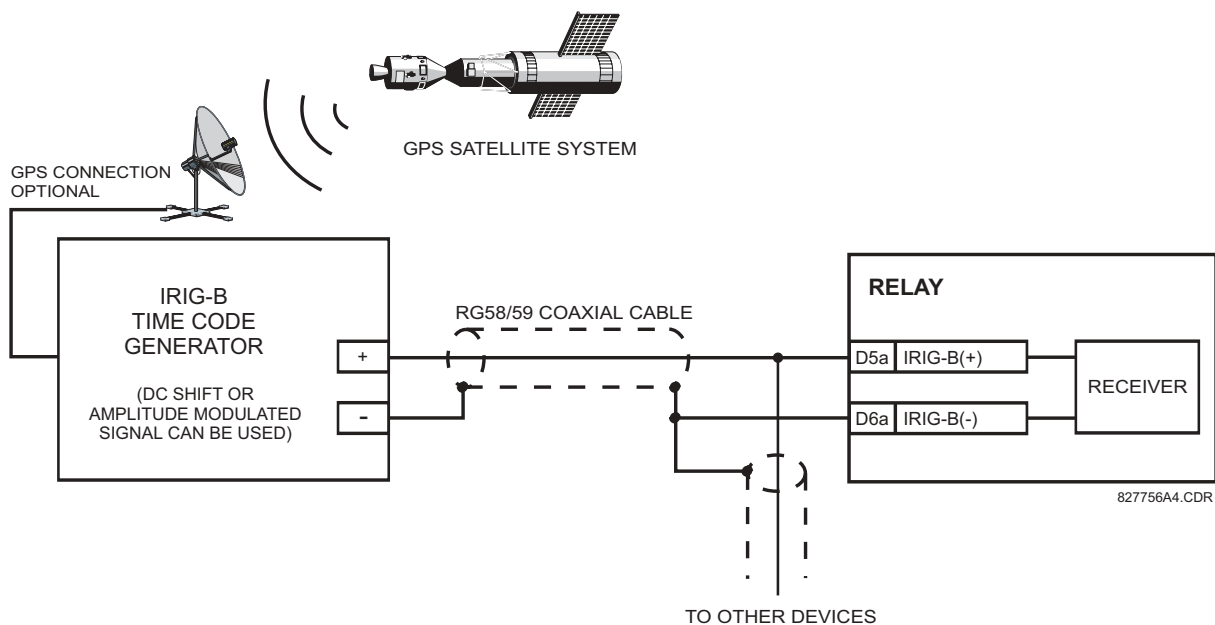 GPS SATELLITE SYSTEM
GPS CONNECTION
OPTIONAL
IRIG-B
TIME CODE
GENERATOR
(DC SHIFT OR
AMPLITUDE MODULATED
SIGNAL CAN BE USED)
+
-
RG58/59 COAXIAL CABLE
RELAY
D5a IRIG-B(+)
D6a IRIG-B(-)
RECEIVER
827756A4.CDR
TO OTHER DEVICES